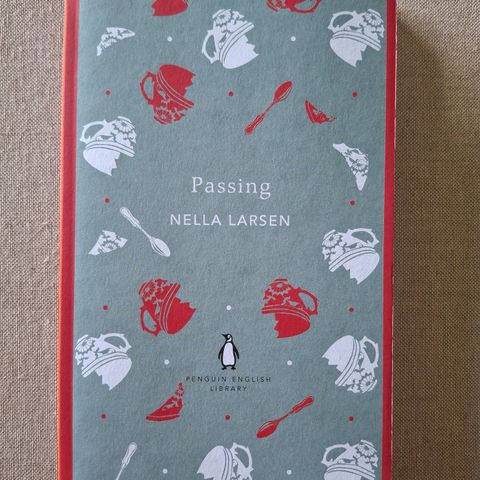 Passing
NELLA LARSEN
PENGUIN ENGLISH
LIBRARY